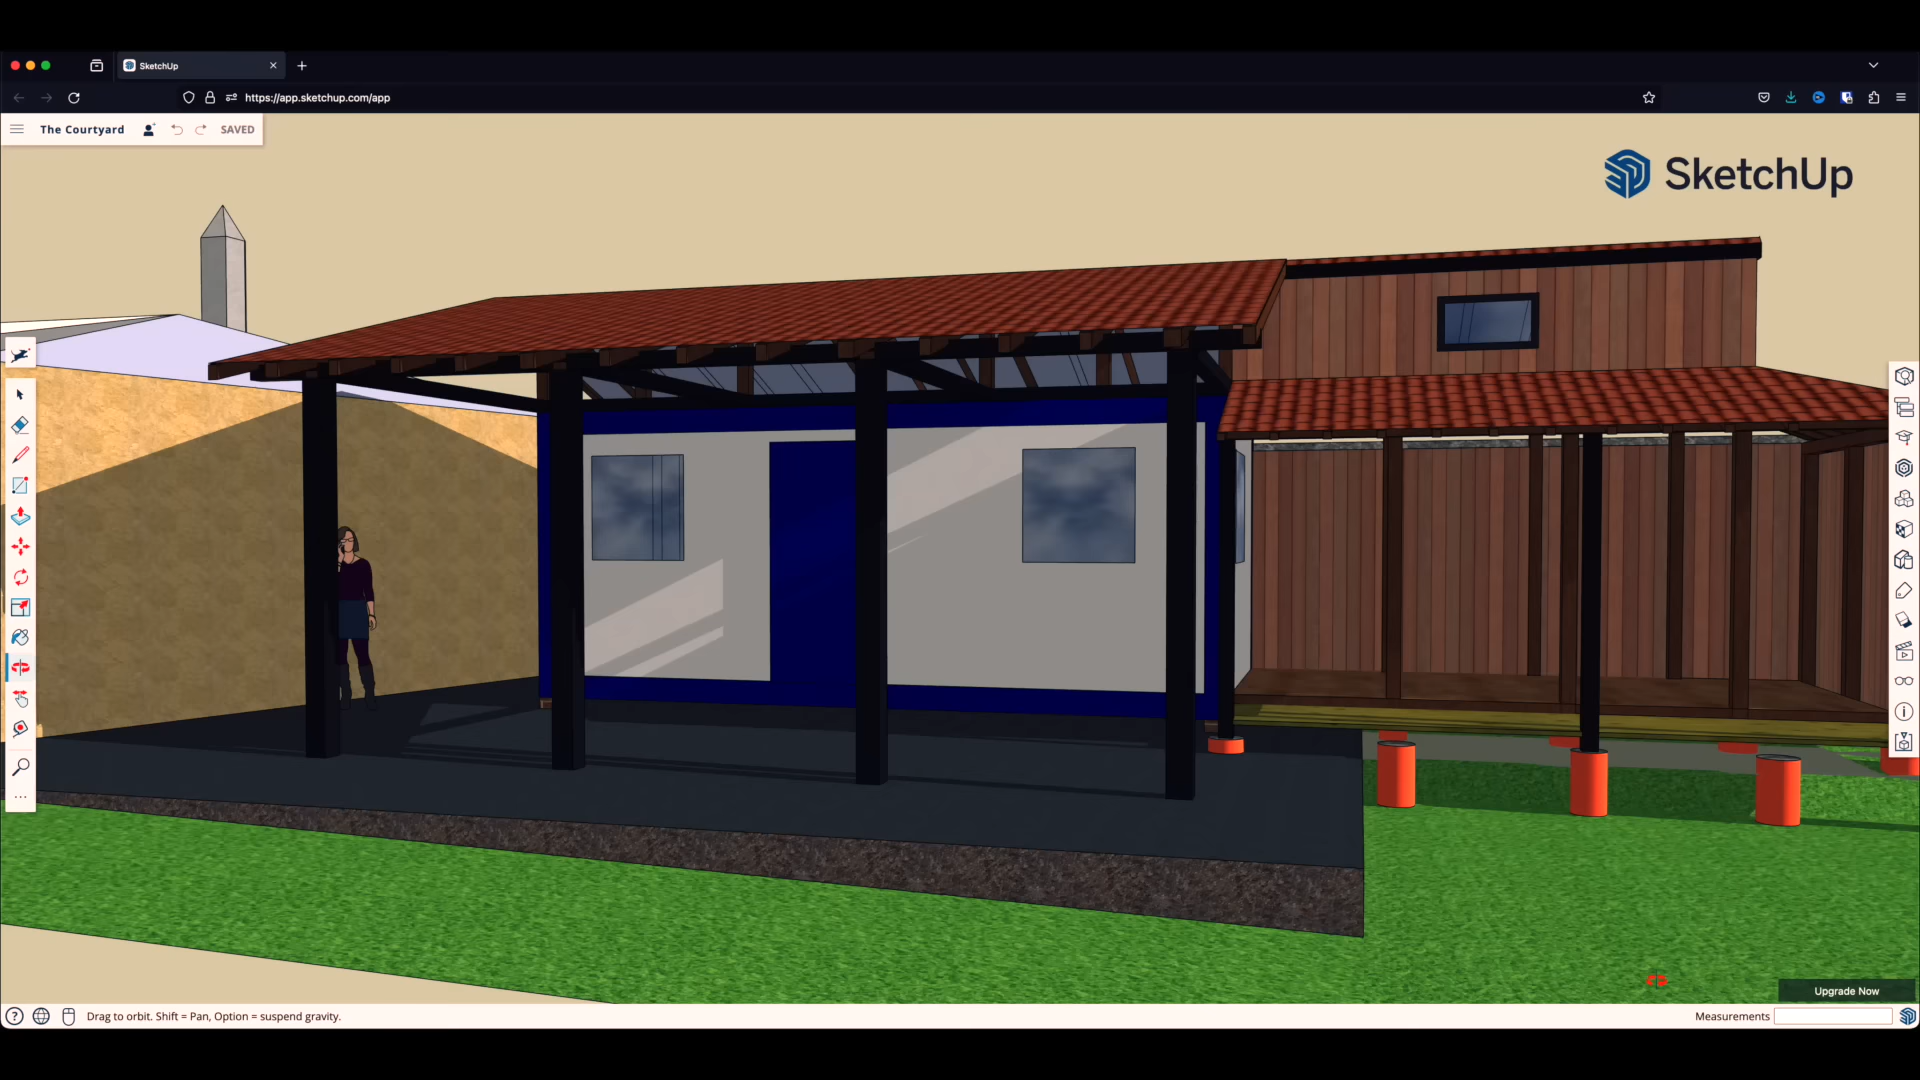 SketchUp
https://app.sketchup.com/app
The Courtyard
SAVED
SketchUp
Upgrade Now
Drag to orbit. Shift = Pan, Option = suspend gravity.
Measurements